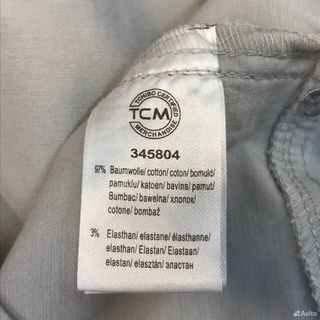 TCHIBO CERTIFIED
TCM
MERCHANDISE
345804
97% Baumwolle/ cotton/ coton/ bomuld/
pamuklu/ katoen/ bavlna/ pamut/
Bumbac/ bawełna/ хлопок/
cotone/ bombaž
3% Elasthan/ elastane/ élasthanne/
elasthan/ Elastan/ Elastaan/
elastan/ elasztán/ эластан
Avito